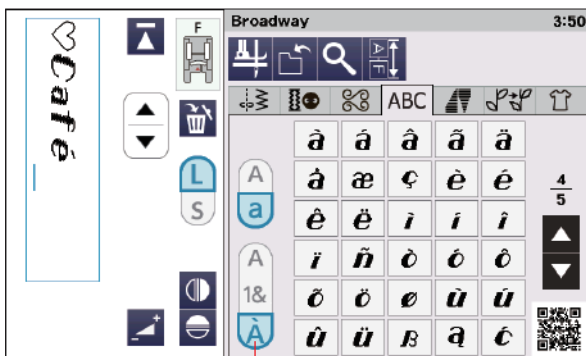 Broadway 3:50
♡Café
F
ABC
L
S
A
a
A
1&
À
à á â ã ä
å æ ç è é
ê ë ì í î
ï ñ ò ó ô
õ ö ø ù ú
û ü ß ą ć
4
5